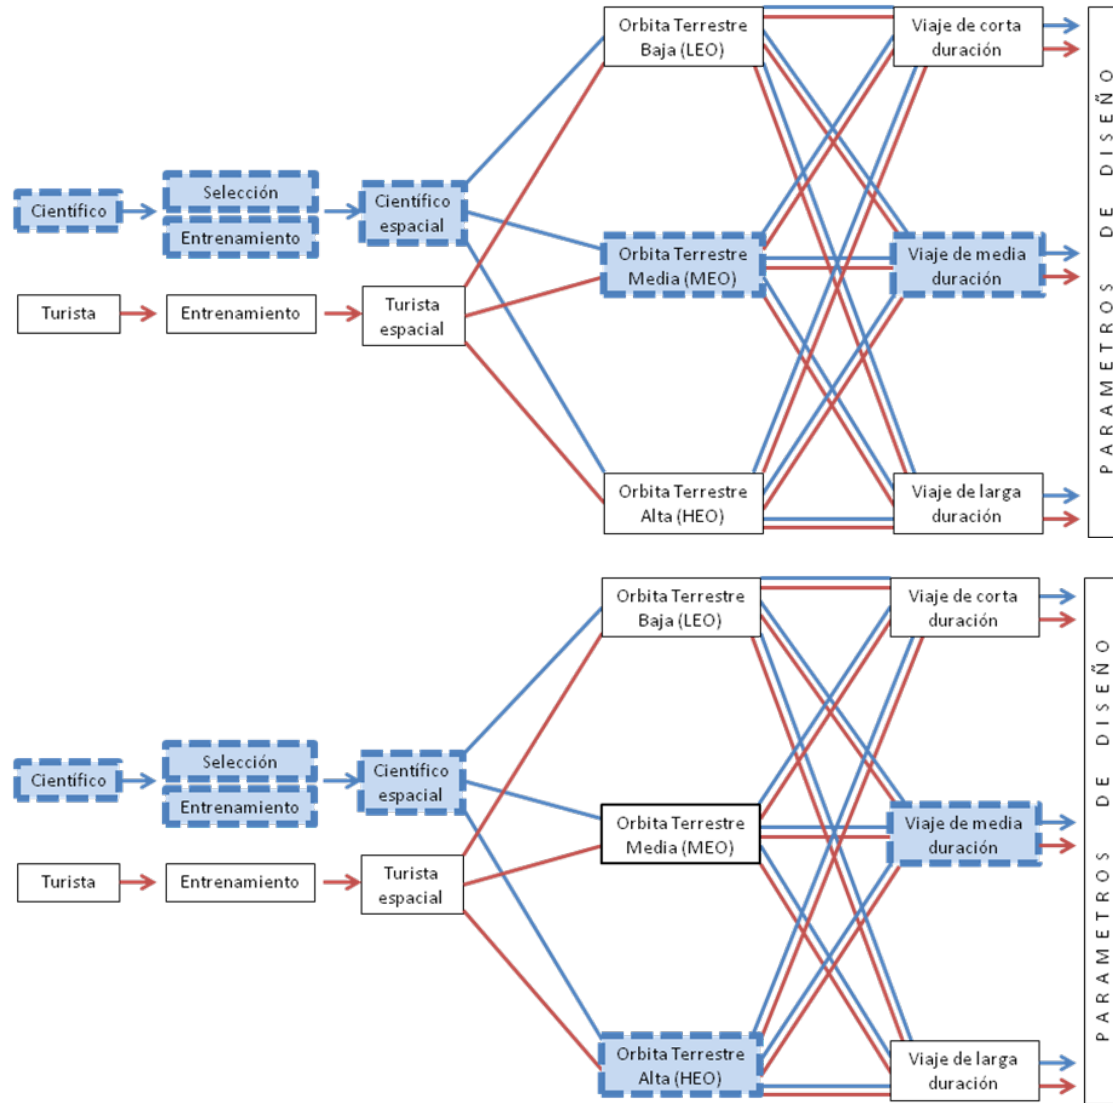 Orbita Terrestre
Baja (LEO)
Viaje de corta
duración
Científico
Selección
Entrenamiento
Científico
espacial
Orbita Terrestre
Media (MEO)
Viaje de media
duración
Turista
Entrenamiento
Turista
espacial
Orbita Terrestre
Alta (HEO)
Viaje de larga
duración
PARAMETROS DE DISEÑO
Orbita Terrestre
Baja (LEO)
Viaje de corta
duración
Científico
Selección
Entrenamiento
Científico
espacial
Orbita Terrestre
Media (MEO)
Viaje de media
duración
Turista
Entrenamiento
Turista
espacial
Orbita Terrestre
Alta (HEO)
Viaje de larga
duración
PARAMETROS DE DISEÑO